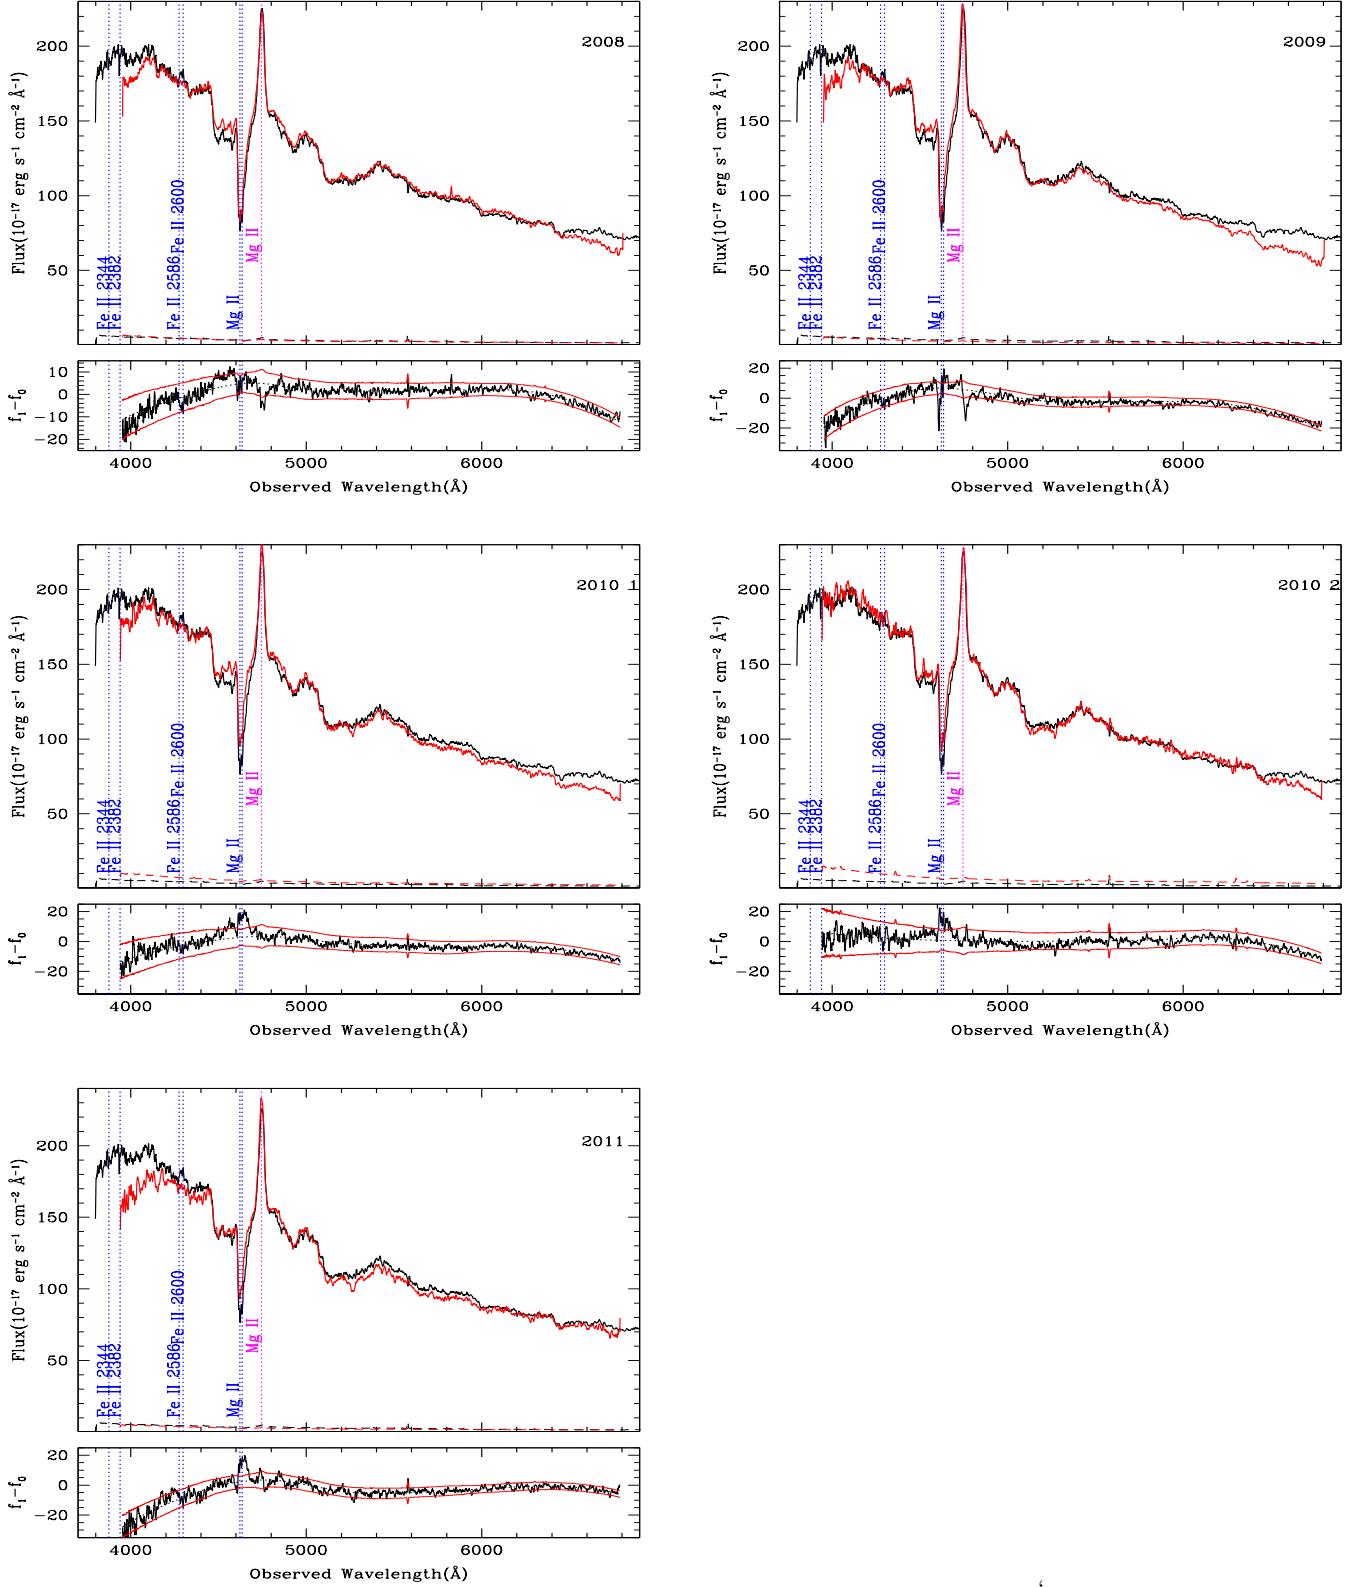 2008
200
150
100
50
Flux(10⁻¹⁷ erg s⁻¹ cm⁻² Å⁻¹)
Fe II 2344
Fe II 2382
Fe II 2586
Fe II 2600
Mg II
Mg II
10
0
−10
−20
f₁−f₀
4000 5000 6000
Observed Wavelength(Å)
2009
200
150
100
50
Flux(10⁻¹⁷ erg s⁻¹ cm⁻² Å⁻¹)
Fe II 2344
Fe II 2382
Fe II 2586
Fe II 2600
Mg II
Mg II
20
0
−20
f₁−f₀
4000 5000 6000
Observed Wavelength(Å)
2010 1
200
150
100
50
Flux(10⁻¹⁷ erg s⁻¹ cm⁻² Å⁻¹)
Fe II 2344
Fe II 2382
Fe II 2586
Fe II 2600
Mg II
Mg II
20
0
−20
f₁−f₀
4000 5000 6000
Observed Wavelength(Å)
2010 2
200
150
100
50
Flux(10⁻¹⁷ erg s⁻¹ cm⁻² Å⁻¹)
Fe II 2344
Fe II 2382
Fe II 2586
Fe II 2600
Mg II
Mg II
20
0
−20
f₁−f₀
4000 5000 6000
Observed Wavelength(Å)
2011
200
150
100
50
Flux(10⁻¹⁷ erg s⁻¹ cm⁻² Å⁻¹)
Fe II 2344
Fe II 2382
Fe II 2586
Fe II 2600
Mg II
Mg II
20
0
−20
f₁−f₀
4000 5000 6000
Observed Wavelength(Å)
‘